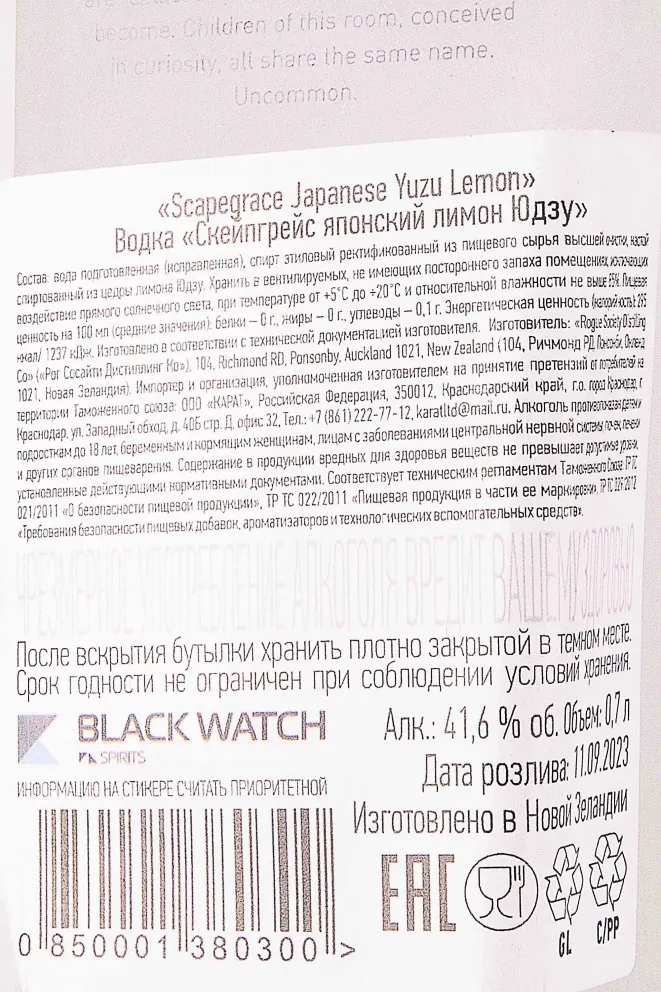 become. Children of this room, conceived
in curiosity, all share the same name.
Uncommon.
«Scapegrace Japanese Yuzu Lemon»
Водка «Скейпгрейс японский лимон Юдзу»
Состав: вода подготовленная (исправленная), спирт этиловый ректификованный из пищевого сырья высшей очистки, настой
спиртованный из цедры лимона Юдзу. Хранить в вентилируемых, не имеющих постороннего запаха помещениях, исключающих
воздействие прямого солнечного света, при температуре от +5°С до +20°С и относительной влажности не выше 85%. Пищевая
ценность на 100 мл (средние значения): белки – 0 г., жиры – 0 г., углеводы – 0,1 г. Энергетическая ценность (калорийность): 295
ккал/ 1237 кДж. Изготовлено в соответствии с технической документацией изготовителя. Изготовитель: «Rogue Society Distilling
Co» («Рог Сосайти Дистиллинг Ко»), 104, Richmond RD, Ponsonby, Auckland 1021, New Zealand (104, Ричмонд РД, Понсонби, Окленд
1021, Новая Зеландия). Импортер и организация, уполномоченная изготовителем на принятие претензий от потребителей на
территории Таможенного союза: ООО «КАРАТ», Российская Федерация, 350012, Краснодарский край, г.о. город Краснодар, г
Краснодар, ул. Западный обход, д. 40Б стр. Д, офис 32, Тел.: +7 (861) 222-77-12, karatltd@mail.ru. Алкоголь противопоказан детям и
подросткам до 18 лет, беременным и кормящим женщинам, лицам с заболеваниями центральной нервной системы, почек, печени
и других органов пищеварения. Содержание в продукции вредных для здоровья веществ не превышает допустимые уровни,
установленные действующими нормативными документами. Соответствует техническим регламентам Таможенного Союза: ТР ТС
021/2011 «О безопасности пищевой продукции», ТР ТС 022/2011 «Пищевая продукция в части ее маркировки», ТР ТС 029/2012
«Требования безопасности пищевых добавок, ароматизаторов и технологических вспомогательных средств».
ЧРЕЗМЕРНОЕ УПОТРЕБЛЕНИЕ АЛКОГОЛЯ ВРЕДИТ ВАШЕМУ ЗДОРОВЬЮ
После вскрытия бутылки хранить плотно закрытой в темном месте.
Срок годности не ограничен при соблюдении условий хранения.
BLACK WATCH
SPIRITS
ИНФОРМАЦИЮ НА СТИКЕРЕ СЧИТАТЬ ПРИОРИТЕТНОЙ
Алк.: 41,6 % об. Объем: 0,7 л
Дата розлива: 11.09.2023
Изготовлено в Новой Зеландии
0 850001 380300 >
EAC
GL
C/PP